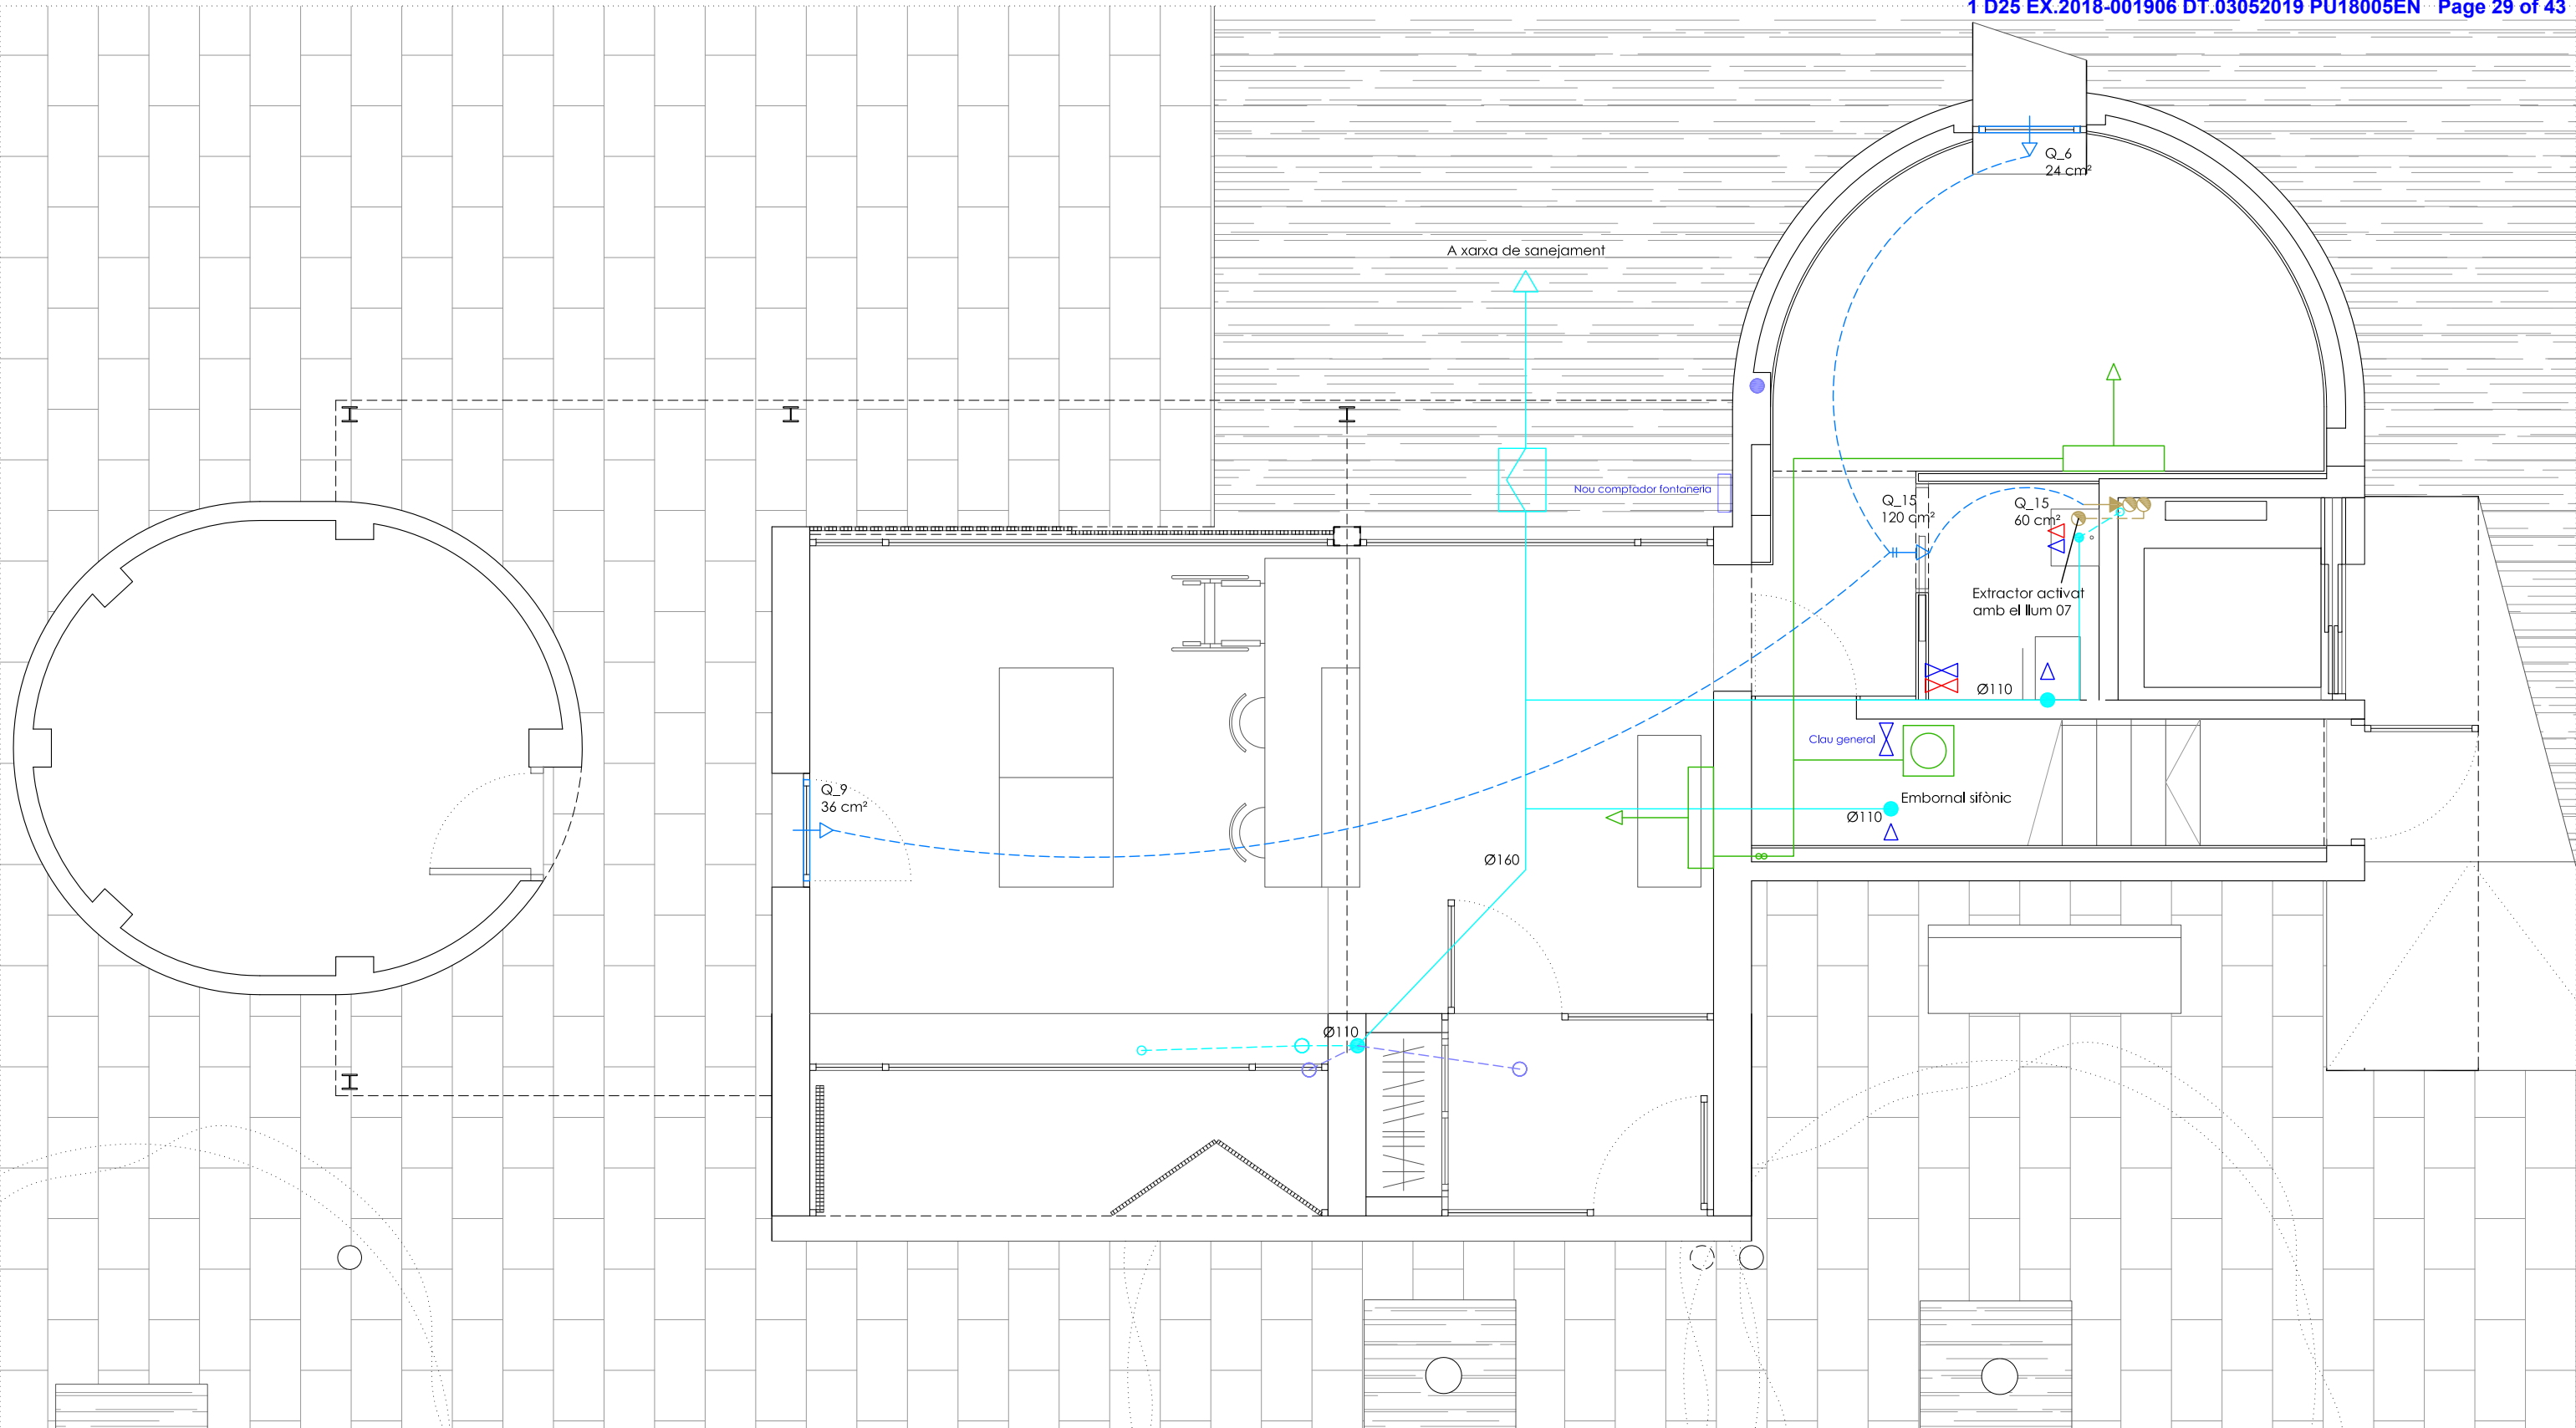 1 D25 EX.2018-001906 DT.03052019 PU18005EN Page 29 of 43
Q_6
24 cm²
A xarxa de sanejament
Nou comptador fontaneria
Q_15
120 cm²
Q_15
60 cm²
Extractor activat
amb el llum 07
Ø110
Clau general
Q_9
36 cm²
Embornal sifònic
Ø110
Ø160
Ø110